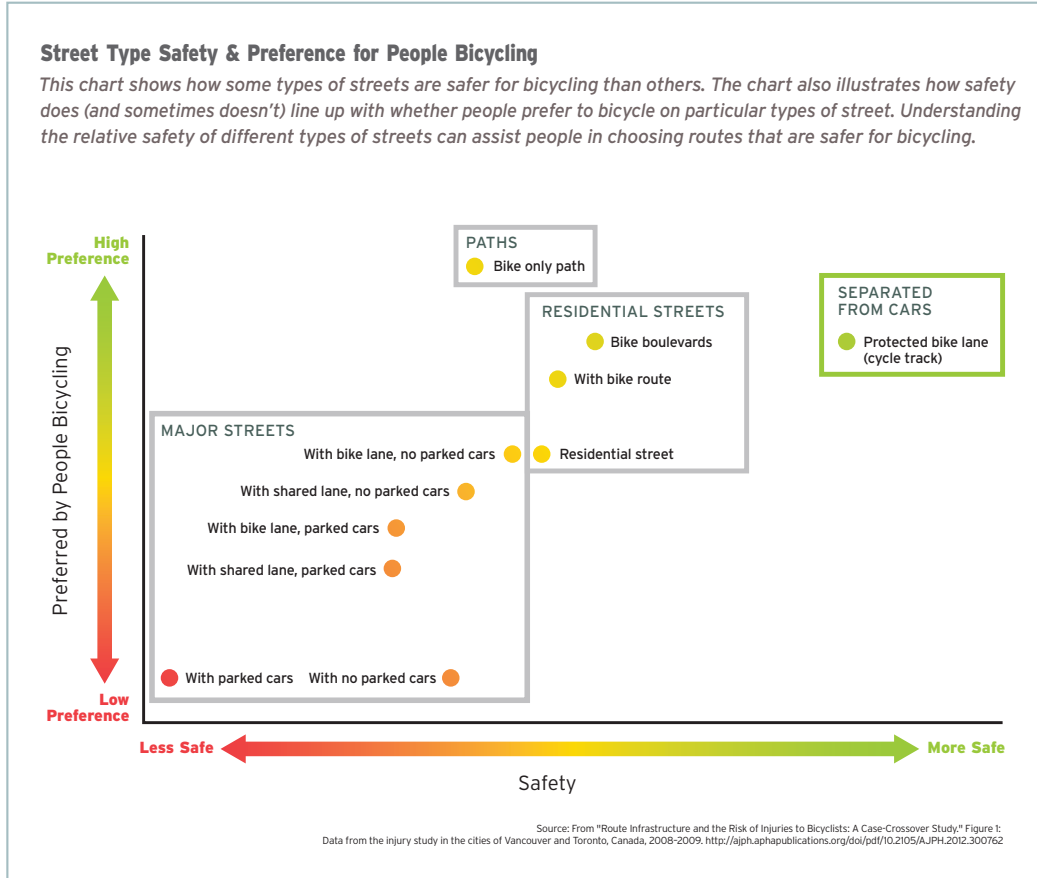 Street Type Safety & Preference for People Bicycling
This chart shows how some types of streets are safer for bicycling than others. The chart also illustrates how safety
does (and sometimes doesn't) line up with whether people prefer to bicycle on particular types of street. Understanding
the relative safety of different types of streets can assist people in choosing routes that are safer for bicycling.
High
Preference
Preferred by People Bicycling
Low
Preference
PATHS
Bike only path
RESIDENTIAL STREETS
Bike boulevards
With bike route
Residential street
SEPARATED
FROM CARS
Protected bike lane
(cycle track)
MAJOR STREETS
With bike lane, no parked cars
With shared lane, no parked cars
With bike lane, parked cars
With shared lane, parked cars
With parked cars
With no parked cars
Less Safe
More Safe
Safety
Source: From "Route Infrastructure and the Risk of Injuries to Bicyclists: A Case-Crossover Study." Figure 1:
Data from the injury study in the cities of Vancouver and Toronto, Canada, 2008-2009. http://ajph.aphapublications.org/doi/pdf/10.2105/AJPH.2012.300762